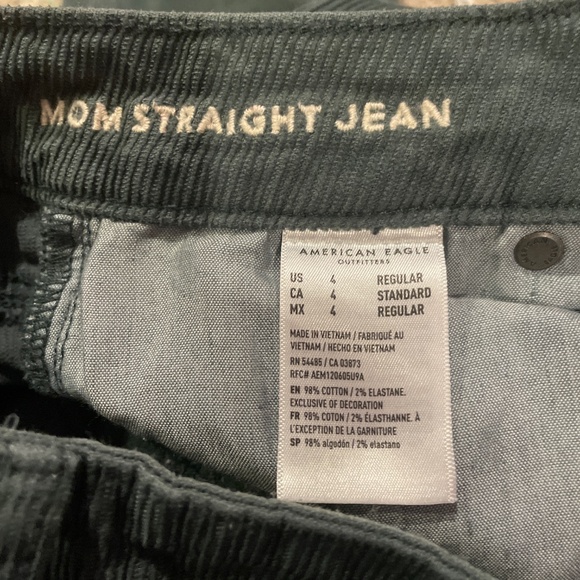 MOM STRAIGHT JEAN
AMERICAN EAGLE
OUTFITTERS
US 4 REGULAR
CA 4 STANDARD
MX 4 REGULAR
MADE IN VIETNAM / FABRIQUÉ AU
VIETNAM / HECHO EN VIETNAM
RN 54485 / CA 03873
RFC# AEM120605U9A
EN 98% COTTON / 2% ELASTANE.
EXCLUSIVE OF DECORATION
FR 98% COTON / 2% ÉLASTHANNE. À
L'EXCEPTION DE LA GARNITURE
SP 98% algodón / 2% elastano